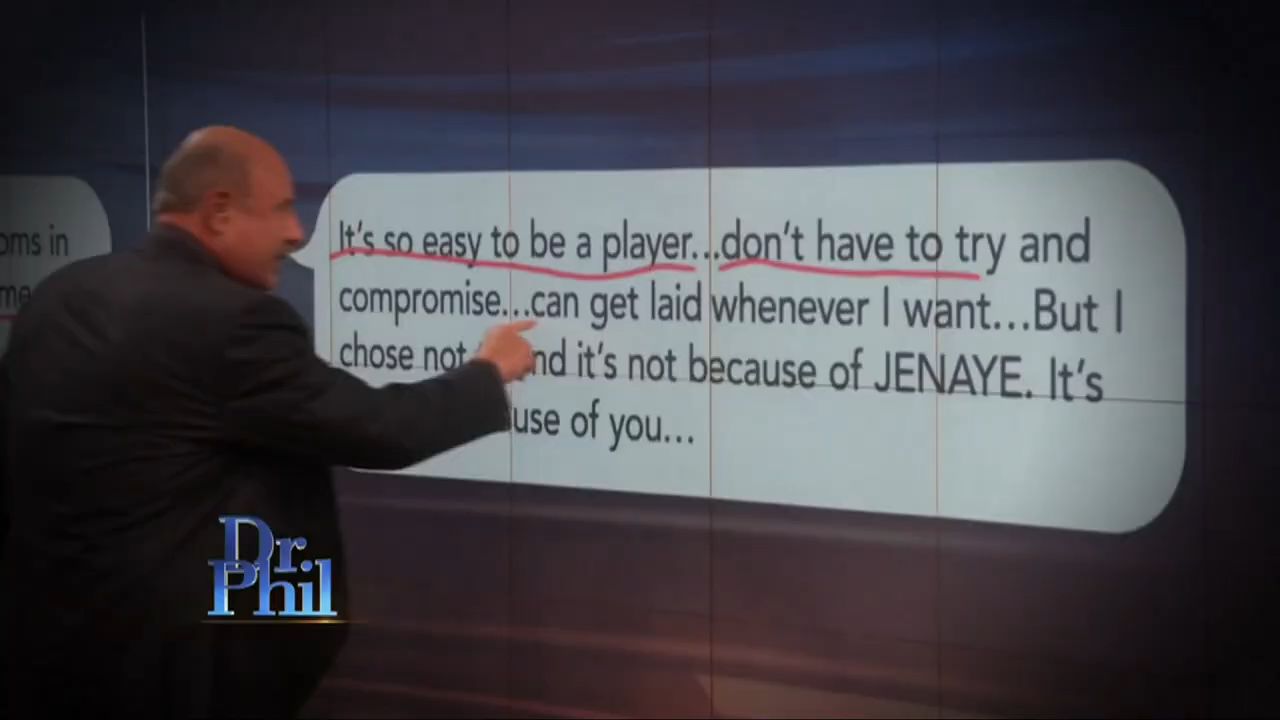 oms in
me
It's so easy to be a player...don't have to try and
compromise...can get laid whenever I want...But I
chose not nd it's not because of JENAYE. It's
use of you...
Dr.
Phil